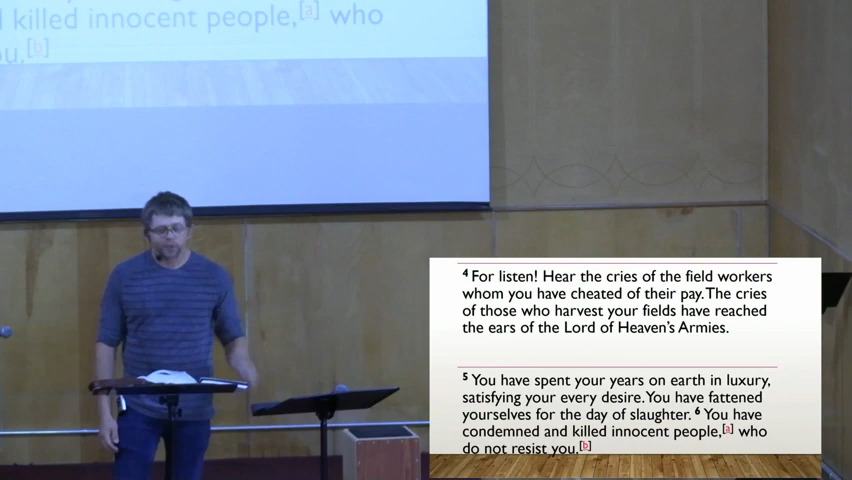 killed innocent people,[a] who
u.[b]
4 For listen! Hear the cries of the field workers
whom you have cheated of their pay. The cries
of those who harvest your fields have reached
the ears of the Lord of Heaven's Armies.
5 You have spent your years on earth in luxury,
satisfying your every desire. You have fattened
yourselves for the day of slaughter. 6 You have
condemned and killed innocent people,[a] who
do not resist you.[b]